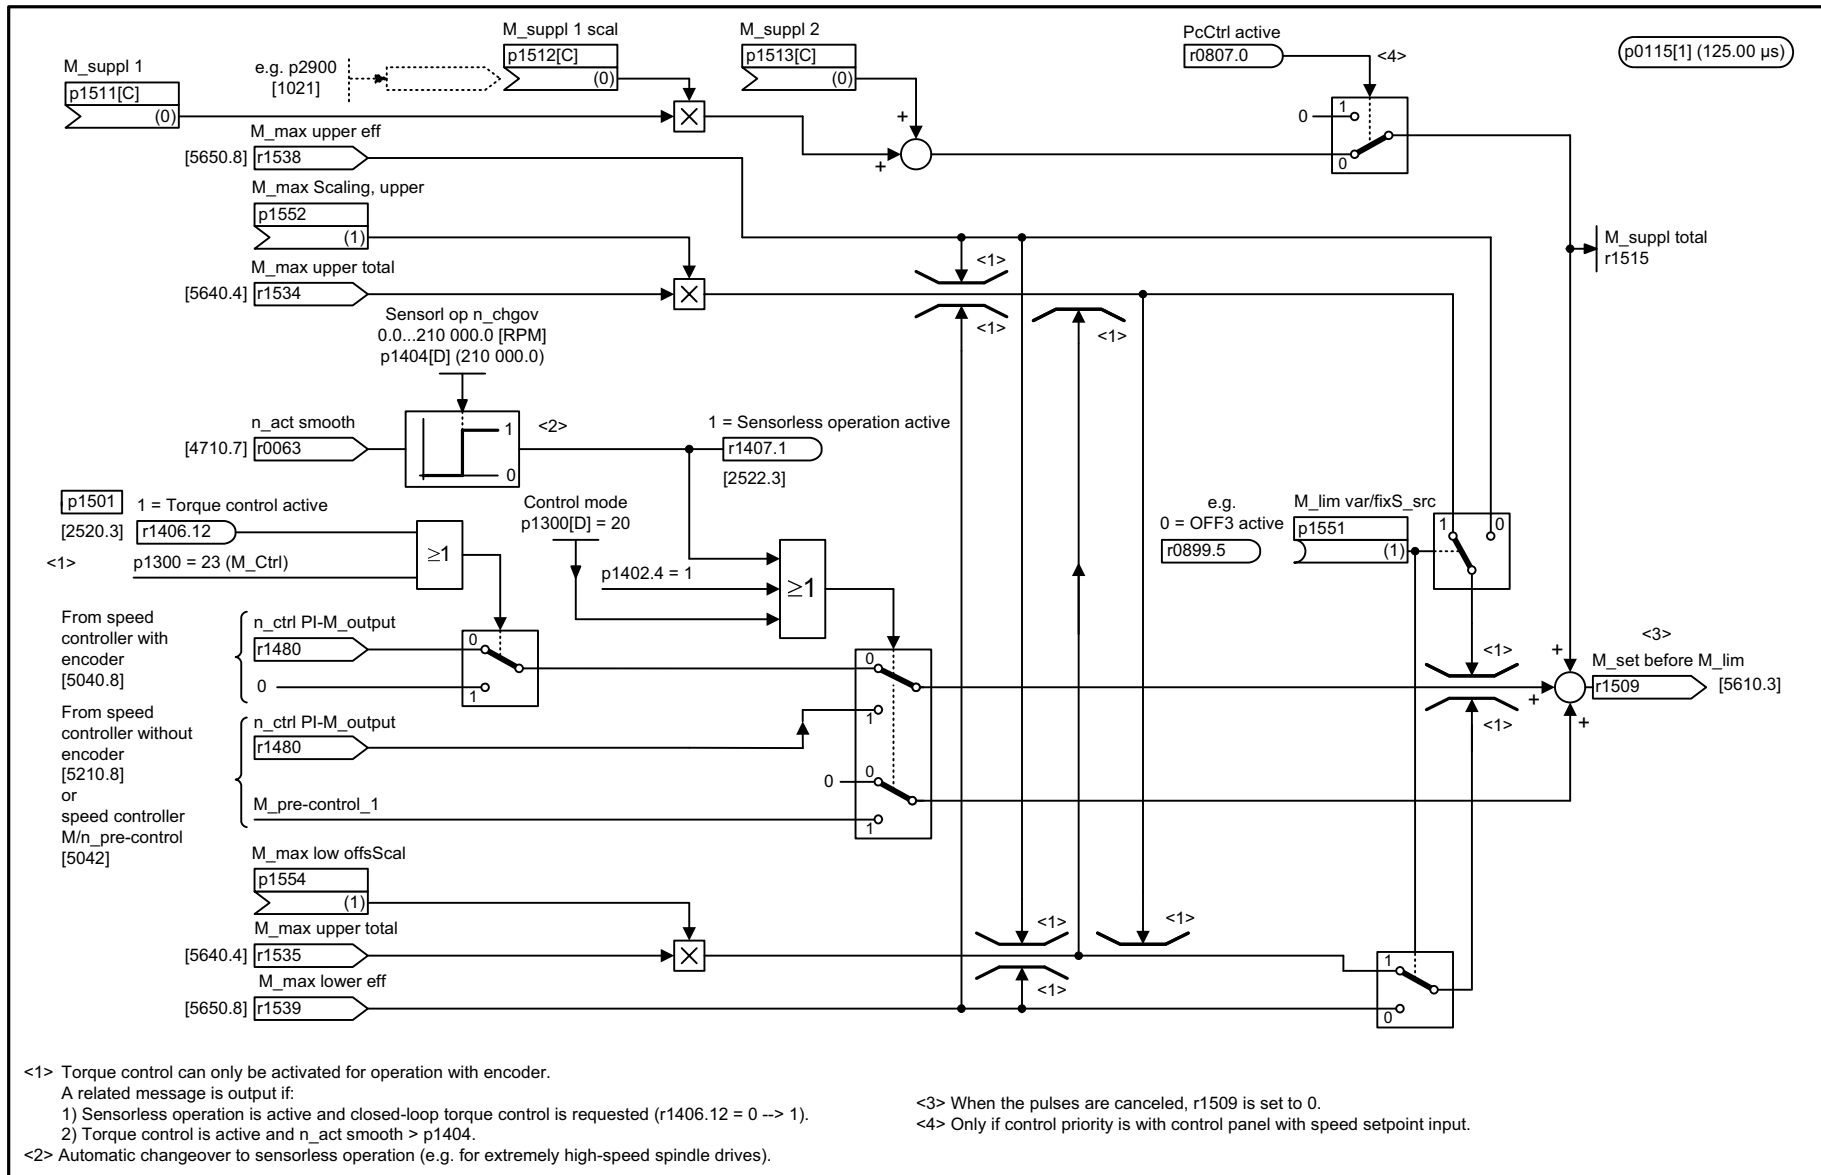 M_suppl 1
p1511[C]
(0)
e.g. p2900
[1021]
M_suppl 1 scal
p1512[C]
(0)
M_suppl 2
p1513[C]
(0)
PcCtrl active
r0807.0
<4>
p0115[1] (125.00 µs)
+
+
0
1
0
M_max upper eff
[5650.8]
r1538
M_max Scaling, upper
p1552
(1)
M_max upper total
[5640.4]
r1534
<1>
<1>
<1>
M_suppl total
r1515
Sensorl op n_chgov
0.0...210 000.0 [RPM]
p1404[D] (210 000.0)
n_act smooth
[4710.7]
r0063
1
0
<2>
1 = Sensorless operation active
r1407.1
[2522.3]
p1501
1 = Torque control active
[2520.3]
r1406.12
<1>
p1300 = 23 (M_Ctrl)
≥1
Control mode
p1300[D] = 20
p1402.4 = 1
≥1
e.g.
0 = OFF3 active
r0899.5
M_lim var/fixS_src
p1551
(1)
1
0
From speed
controller with
encoder
[5040.8]
n_ctrl PI-M_output
r1480
0
0
1
0
1
<1>
<1>
+
+
+
<3>
M_set before M_lim
r1509
[5610.3]
From speed
controller without
encoder
[5210.8]
or
speed controller
M/n_pre-control
[5042]
n_ctrl PI-M_output
r1480
M_pre-control_1
0
0
1
M_max low offsScal
p1554
(1)
M_max upper total
[5640.4]
r1535
M_max lower eff
[5650.8]
r1539
<1>
<1>
<1>
1
0
<1> Torque control can only be activated for operation with encoder.
A related message is output if:
1) Sensorless operation is active and closed-loop torque control is requested (r1406.12 = 0 --> 1).
2) Torque control is active and n_act smooth > p1404.
<2> Automatic changeover to sensorless operation (e.g. for extremely high-speed spindle drives).
<3> When the pulses are canceled, r1509 is set to 0.
<4> Only if control priority is with control panel with speed setpoint input.